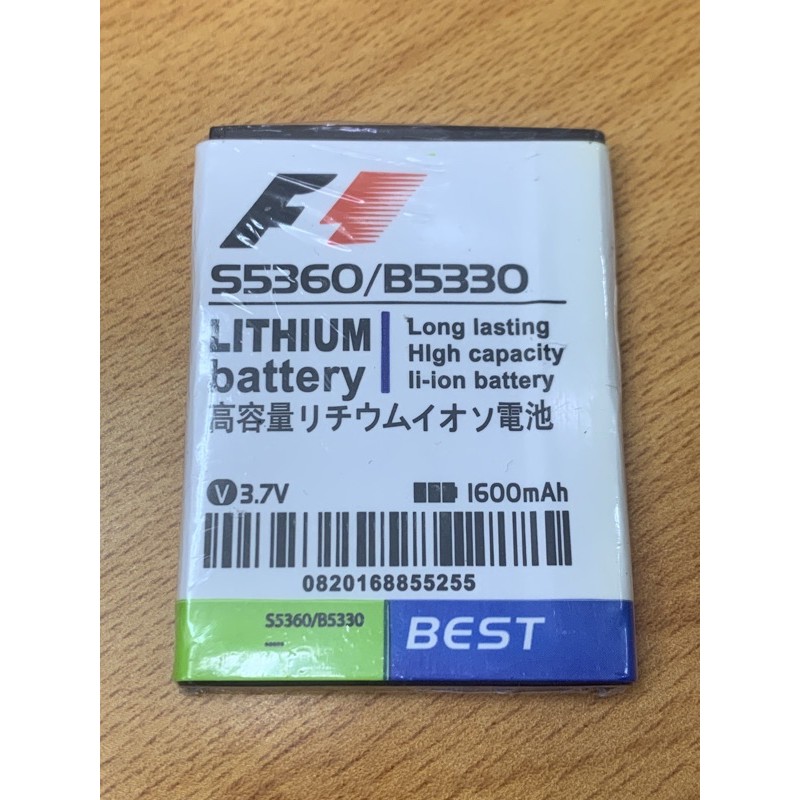 F1
S5360/B5330
LITHIUM
battery
Long lasting
HIgh capacity
li-ion battery
高容量リチウムイオソ電池
V 3.7V
1600mAh
0820168855255
S5360/B5330
BEST